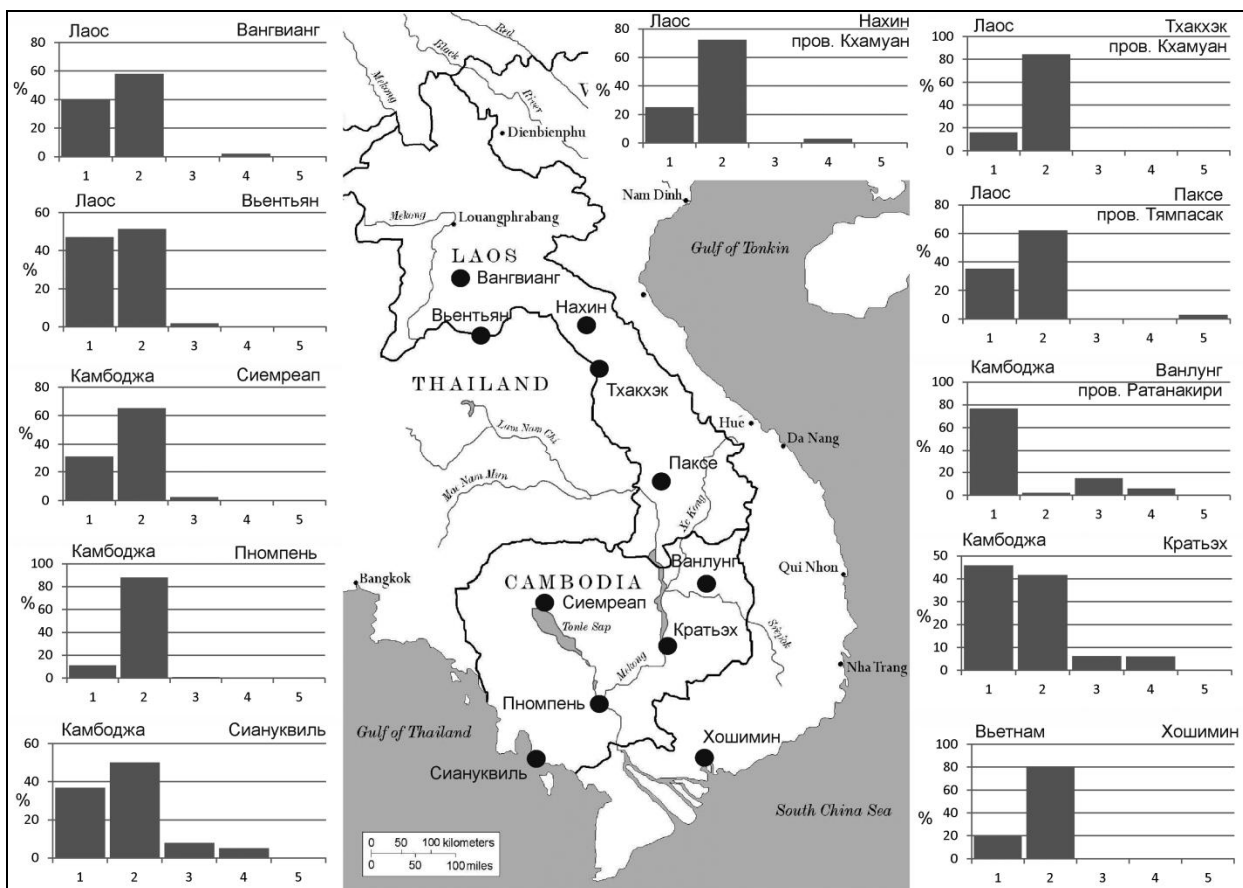 Лаос Вангвианг
80
60
%
40
20
0
1 2 3 4 5
Лаос Вьентьян
60
40
%
20
0
1 2 3 4 5
Камбоджа Сиемреап
80
60
%
40
20
0
1 2 3 4 5
Камбоджа Пномпень
100
80
60
%
40
20
0
1 2 3 4 5
Камбоджа Сиануквиль
60
40
%
20
0
1 2 3 4 5
Red
Black
River
Mekong
Dienbienphu
Nam Dinh
Mekong
Louangphrabang
Gulf of Tonkin
LAOS
Вангвианг
Вьентьян
Нахин
THAILAND
Тхакхэк
Lam Nam Chi
Hué
Da Nang
Mae Nam Mun
Паксе
Xe Kong
Bangkok
Ванлунг
Qui Nhon
CAMBODIA
Сиемреап
Tonle Sap
Кратьэх
Srepok
Mekong
Nha Trang
Пномпень
Gulf of Thailand
Хошимин
Сиануквиль
South China Sea
0 50 100 kilometers
0 50 100 miles
Лаос Нахин
пров. Кхамуан
80
60
%
40
20
0
1 2 3 4 5
Лаос Тхакхэк
пров. Кхамуан
100
80
60
%
40
20
0
1 2 3 4 5
Лаос Паксе
пров. Тямпасак
80
60
%
40
20
0
1 2 3 4 5
Камбоджа Ванлунг
пров. Ратанакири
100
80
60
%
40
20
0
1 2 3 4 5
Камбоджа Кратьэх
50
40
30
%
20
10
0
1 2 3 4 5
Вьетнам Хошимин
100
80
60
40
%
20
0
1 2 3 4 5